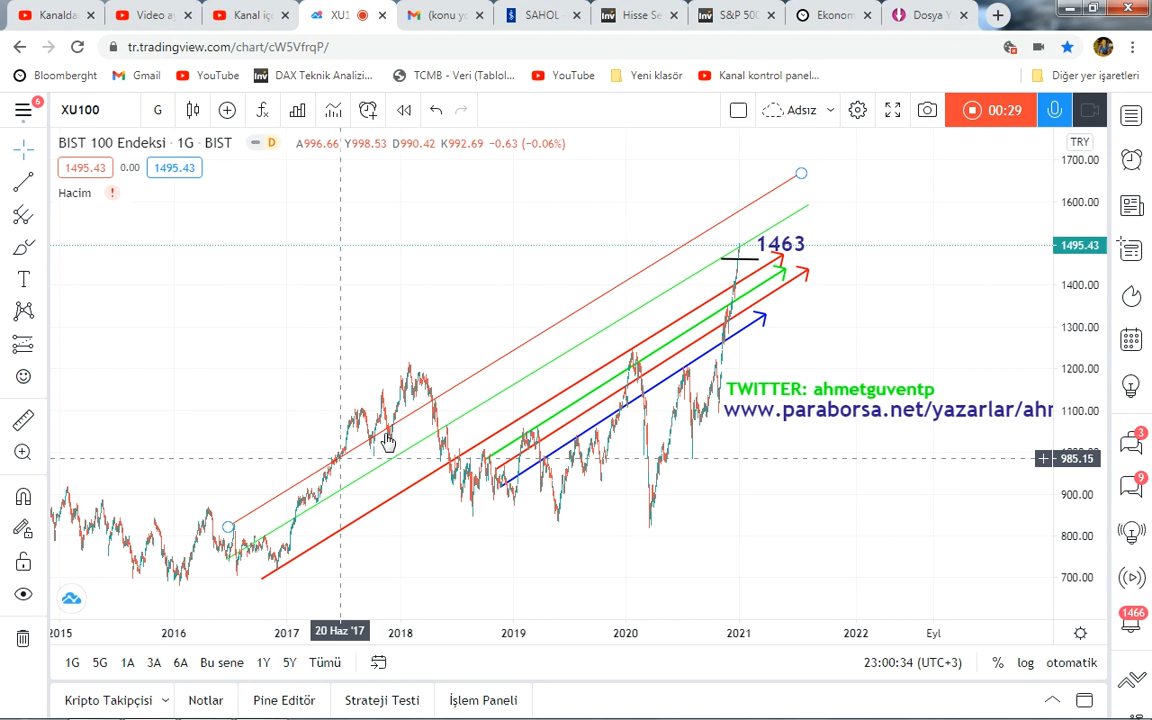 Kanalda
Video a
Kanal iç
XU1
M (konu yo
SAHOL -
Hisse Se
S&P 500
Ekonom
Dosya Y
tr.tradingview.com/chart/cW5VfrqP/
Bloomberght
Gmail
YouTube
DAX Teknik Analizi...
TCMB - Veri (Tablol...
YouTube
Yeni klasör
Kanal kontrol panel...
Diğer yer işaretleri
6
XU100
G
Adsız
00:29
BIST 100 Endeksi · 1G · BIST
D
A996.66 Y998.53 D990.42 K992.69 -0.63 (-0.06%)
TRY
1495.43
0.00
1495.43
Hacim
1700.00
1600.00
1463
1495.43
1400.00
1300.00
1200.00
TWITTER: ahmetguventp
www.paraborsa.net/yazarlar/ahr
1100.00
985.15
900.00
800.00
700.00
3
9
1466
2015
2016
2017
20 Haz '17
2018
2019
2020
2021
2022
Eyl
1G
5G
1A
3A
6A
Bu sene
1Y
5Y
Tümü
23:00:34 (UTC+3)
%
log
otomatik
Kripto Takipçisi
Notlar
Pine Editör
Strateji Testi
İşlem Paneli